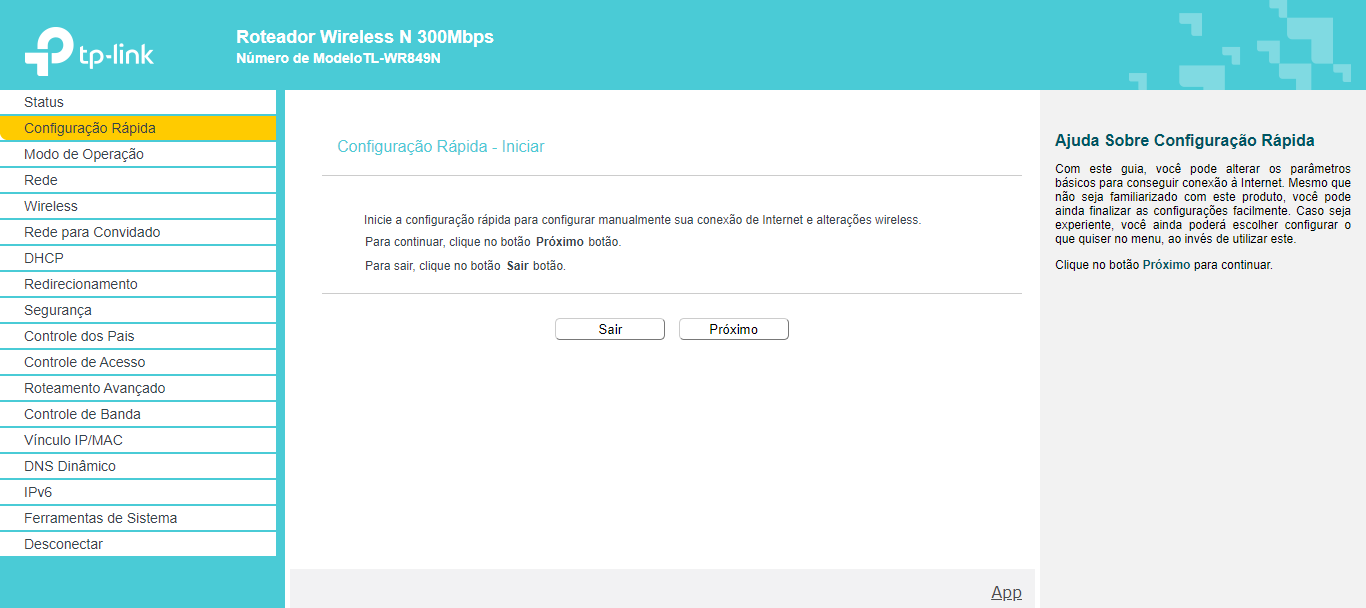 tp-link
Roteador Wireless N 300Mbps
Número de ModeloTL-WR849N
Status
Configuração Rápida
Modo de Operação
Rede
Wireless
Rede para Convidado
DHCP
Redirecionamento
Segurança
Controle dos Pais
Controle de Acesso
Roteamento Avançado
Controle de Banda
Vínculo IP/MAC
DNS Dinâmico
IPv6
Ferramentas de Sistema
Desconectar
Configuração Rápida - Iniciar
Inicie a configuração rápida para configurar manualmente sua conexão de Internet e alterações wireless.
Para continuar, clique no botão Próximo botão.
Para sair, clique no botão Sair botão.
Sair
Próximo
App
Ajuda Sobre Configuração Rápida
Com este guia, você pode alterar os parâmetros
básicos para conseguir conexão à Internet. Mesmo que
não seja familiarizado com este produto, você pode
ainda finalizar as configurações facilmente. Caso seja
experiente, você ainda poderá escolher configurar o
que quiser no menu, ao invés de utilizar este.
Clique no botão Próximo para continuar.